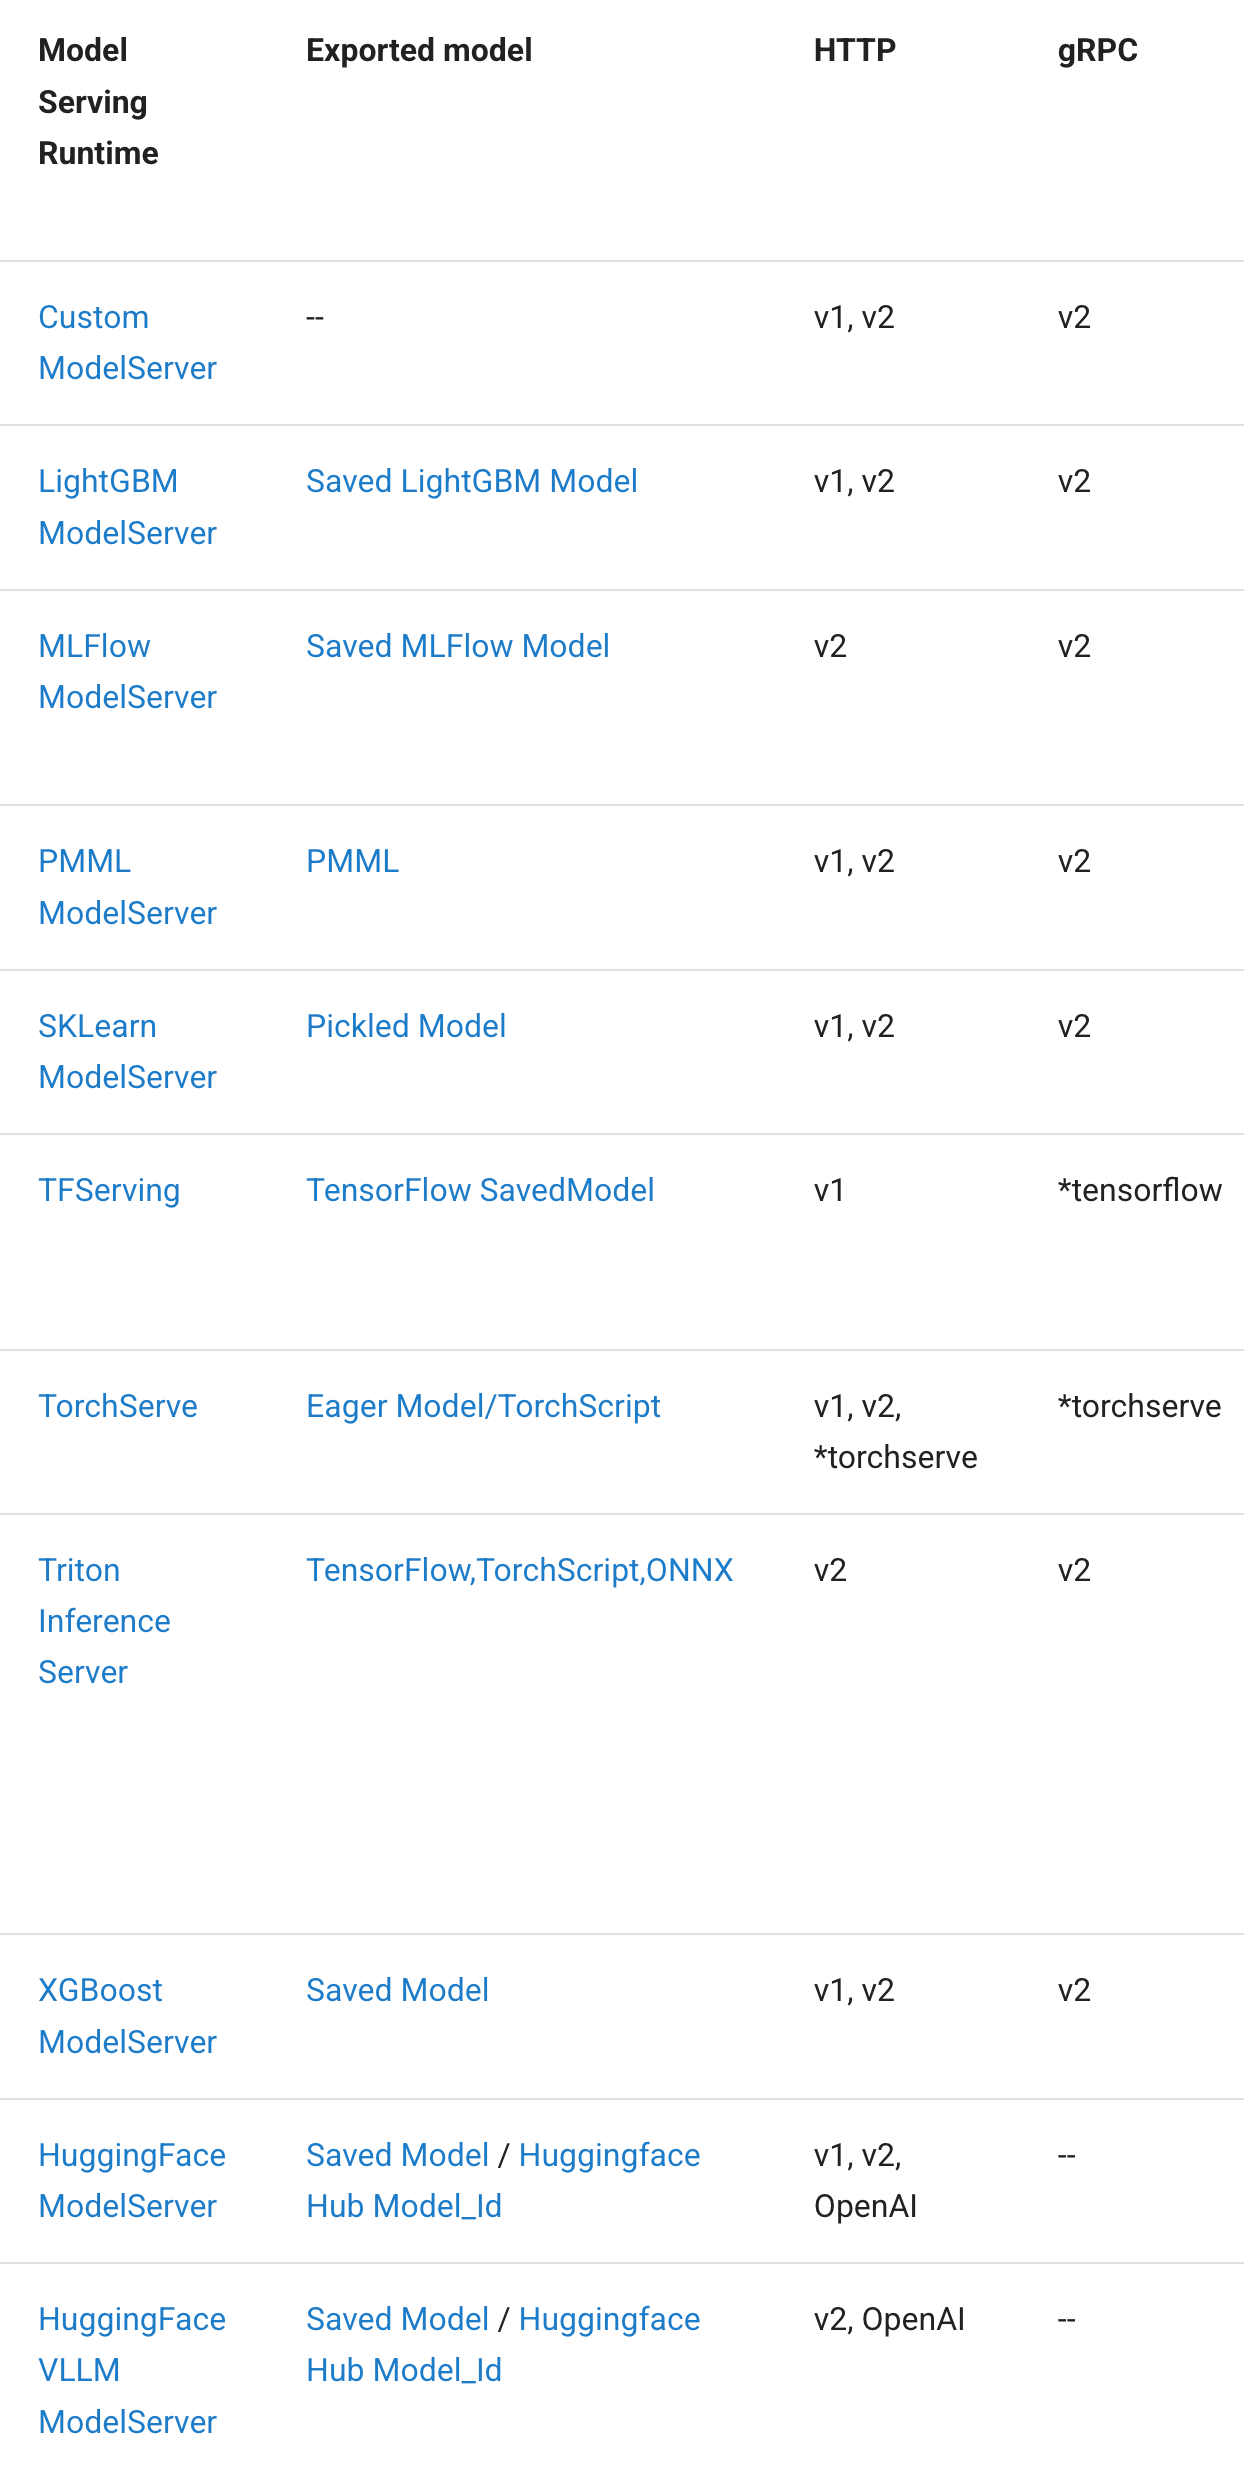 Model Exported model HTTP gRPC
Serving
Runtime
Custom -- v1, v2 v2
ModelServer
LightGBM Saved LightGBM Model v1, v2 v2
ModelServer
MLFlow Saved MLFlow Model v2 v2
ModelServer
PMML PMML v1, v2 v2
ModelServer
SKLearn Pickled Model v1, v2 v2
ModelServer
TFServing TensorFlow SavedModel v1 *tensorflow
TorchServe Eager Model/TorchScript v1, v2, *torchserve
*torchserve
Triton TensorFlow,TorchScript,ONNX v2 v2
Inference
Server
XGBoost Saved Model v1, v2 v2
ModelServer
HuggingFace Saved Model / Huggingface v1, v2, --
ModelServer Hub Model_Id OpenAI
HuggingFace Saved Model / Huggingface v2, OpenAI --
VLLM Hub Model_Id
ModelServer